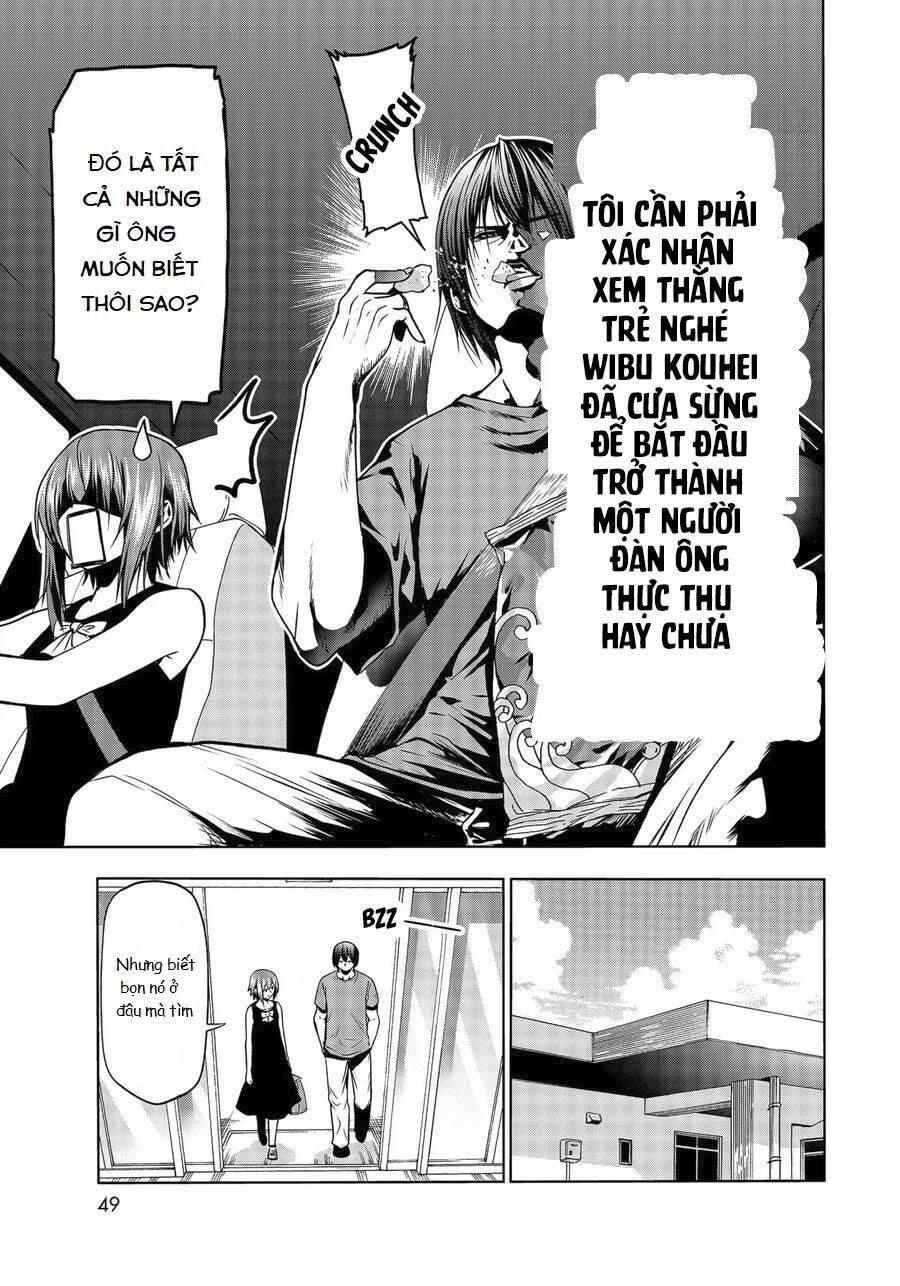 TÔI CẦN PHẢI
XÁC NHẬN
XEM THẰNG
TRẺ NGHÉ
WIBU KOUHEI
ĐÃ CƯA SỪNG
ĐỂ BẮT ĐẦU
TRỞ THÀNH
MỘT NGƯỜI
ĐÀN ÔNG
THỰC THỤ
HAY CHƯA
CRUNCH
ĐÓ LÀ TẤT
CẢ NHỮNG
GÌ ÔNG
MUỐN BIẾT
THÔI SAO?
BZZ
Nhưng biết
bọn nó ở
đâu mà tìm
49